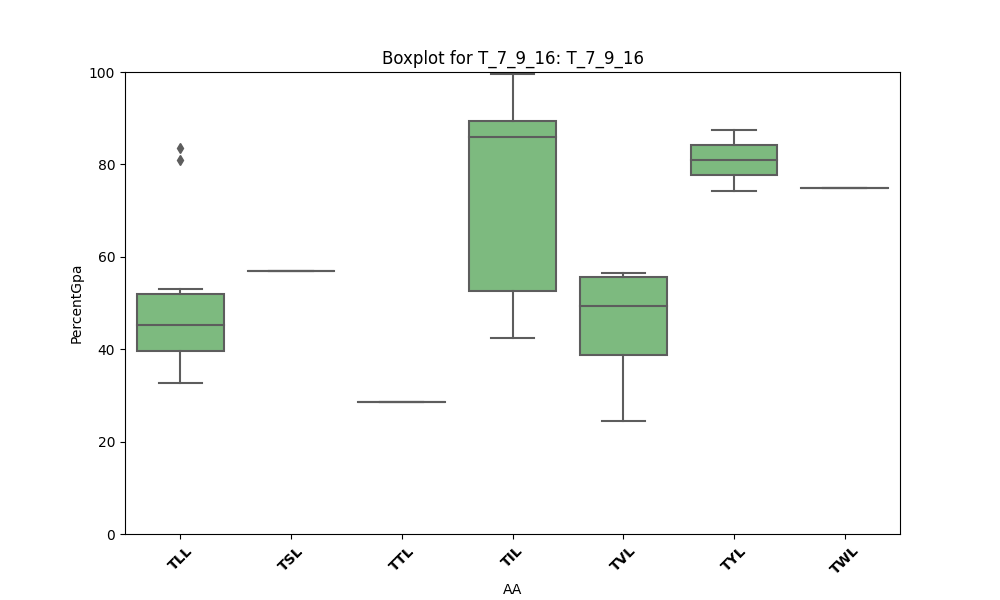 Boxplot for T_7_9_16: T_7_9_16
100
80
60
40
20
0
PercentGpa
TLL
TSL
TTL
TIL
TVL
TYL
TWL
AA